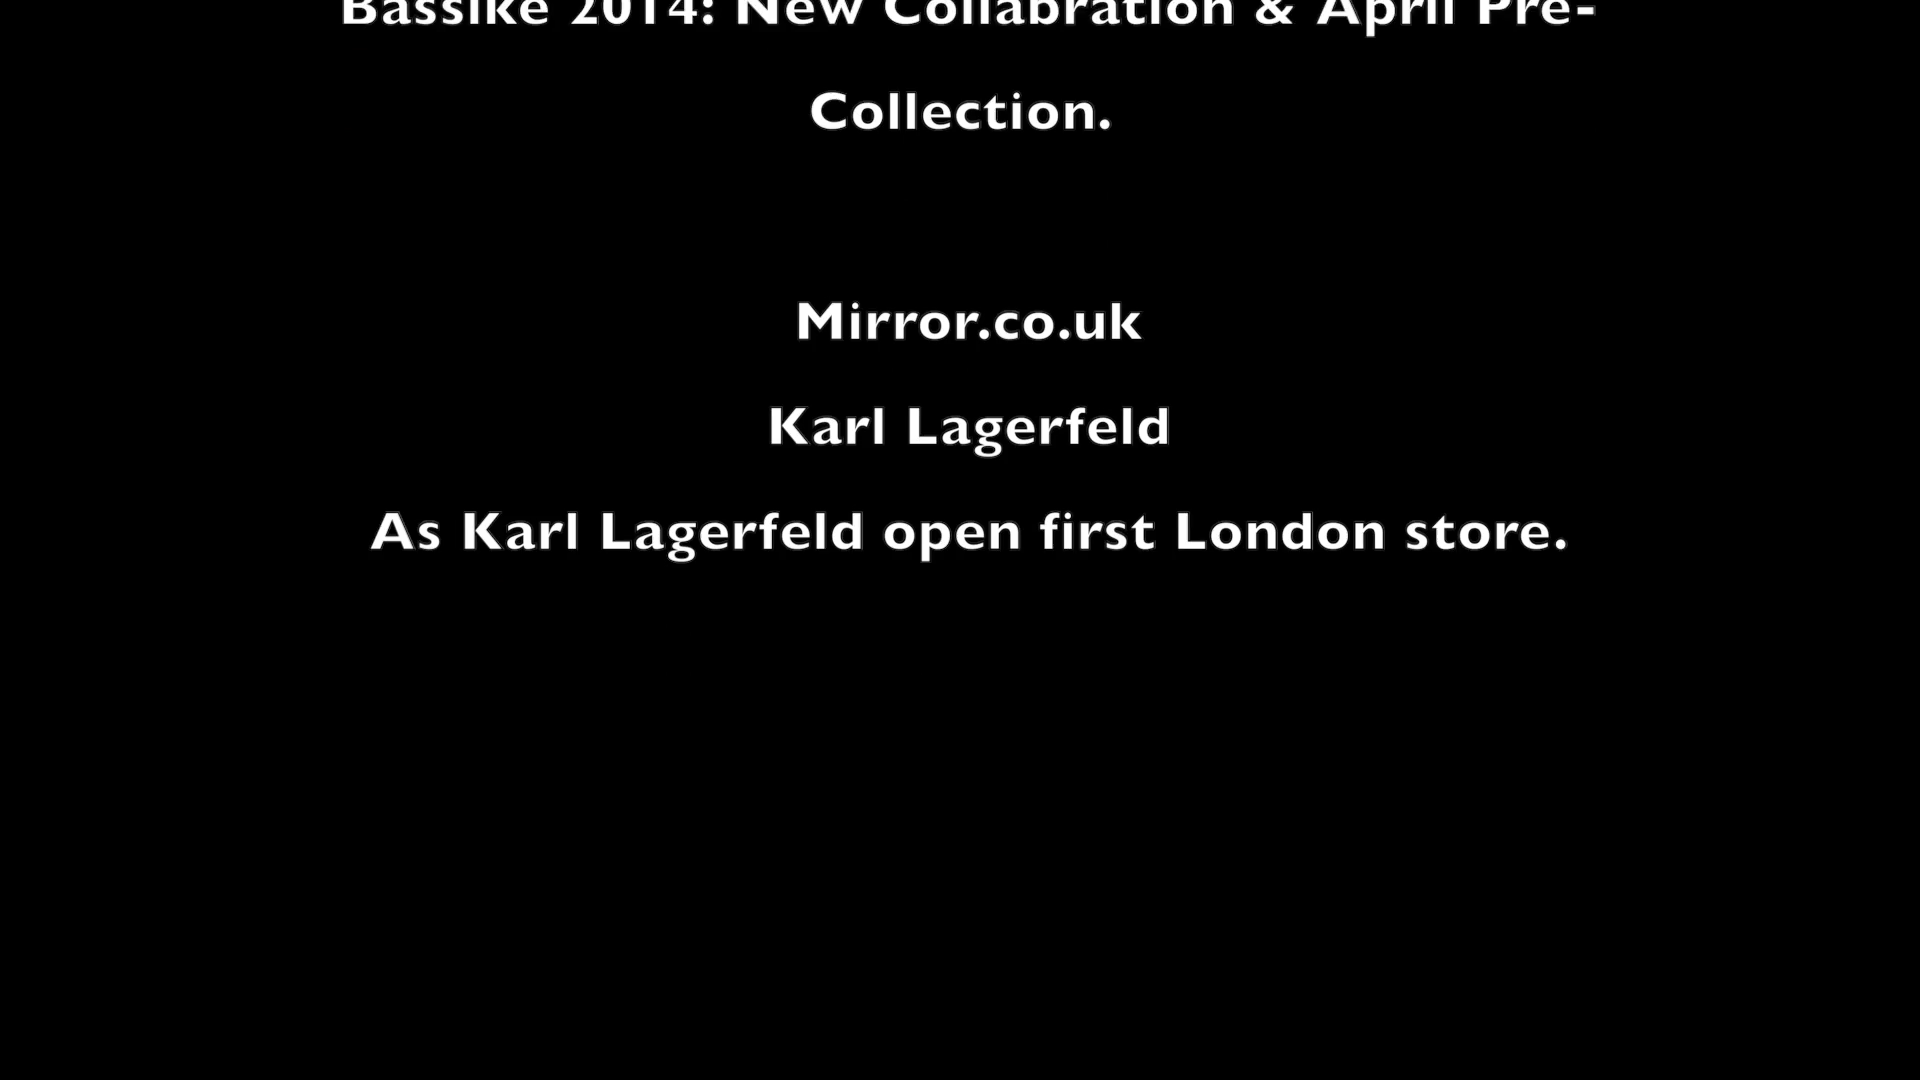 Bassike 2014: New Collabration & April Pre-
Collection.
Mirror.co.uk
Karl Lagerfeld
As Karl Lagerfeld open first London store.